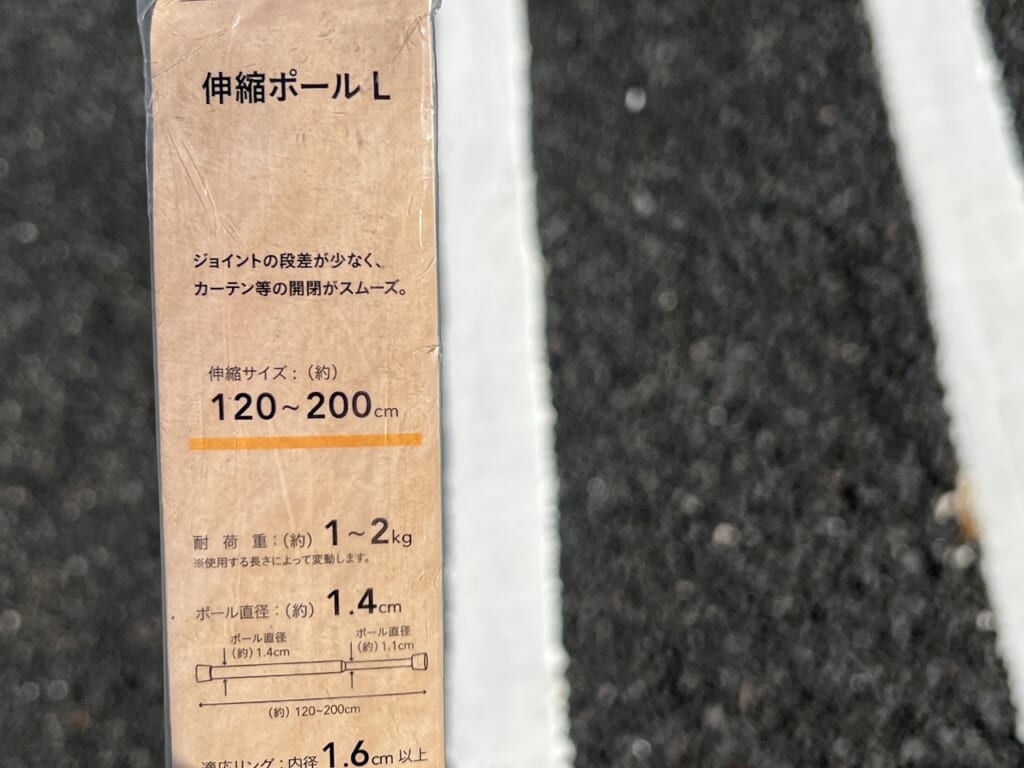 伸縮ポール L
ジョイントの段差が少なく、
カーテン等の開閉がスムーズ。
伸縮サイズ：（約）
120～200cm
耐荷重：（約）1～2kg
※使用する長さによって変動します。
ポール直径：（約）1.4cm
ポール直径
（約）1.4cm
ポール直径
（約）1.1cm
（約）120~200cm
適応リング：内径1.6cm以上